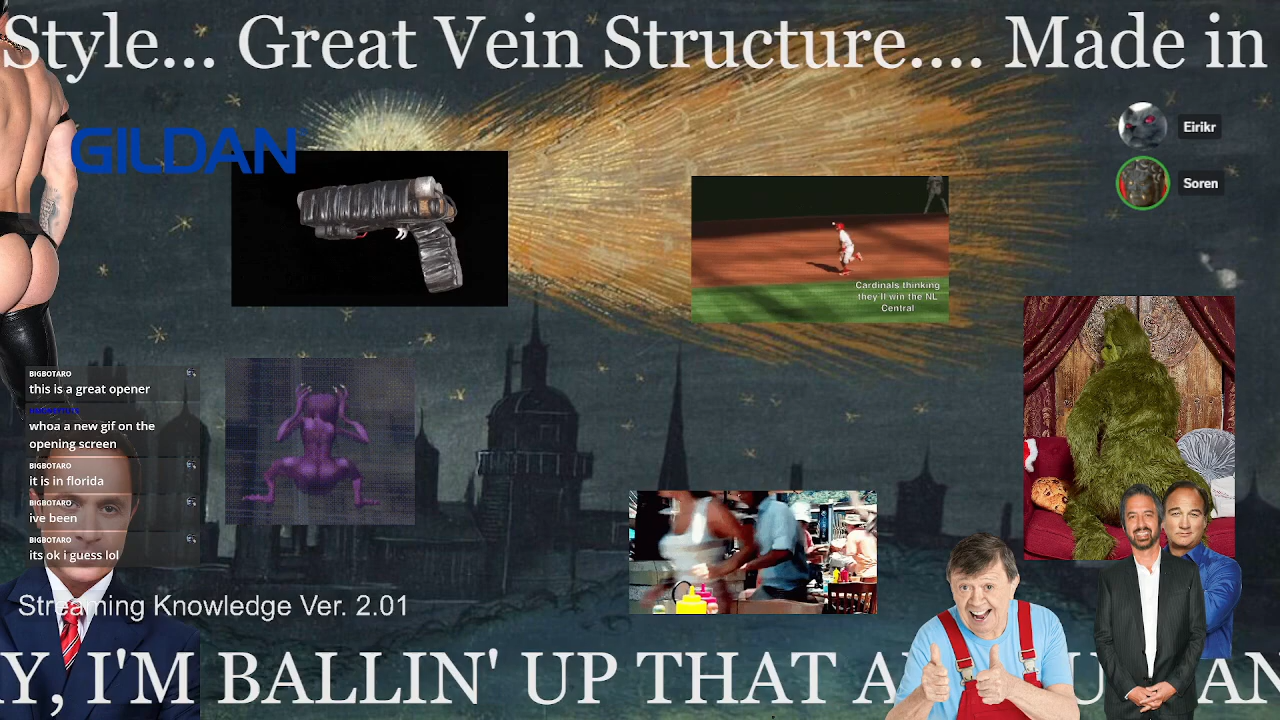 Style... Great Vein Structure.... Made in
GILDAN
Eirikr
Soren
Cardinals thinking
they'll win the NL
Central
BIGBOTARO
this is a great opener
whoa a new gif on the
opening screen
BIGBOTARO
it is in florida
BIGBOTARO
ive been
BIGBOTARO
its ok i guess lol
Streaming Knowledge Ver. 2.01
Y, I'M BALLIN' UP THAT